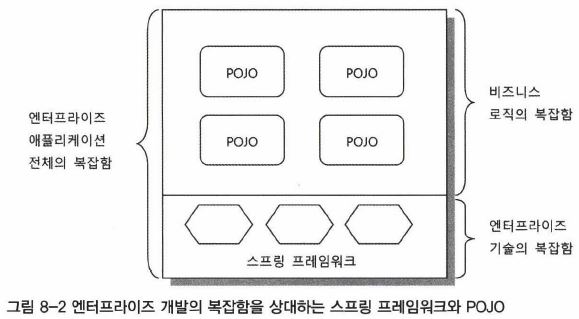 엔터프라이즈
애플리케이션
전체의 복잡함
POJO
POJO
POJO
POJO
스프링 프레임워크
비즈니스
로직의 복잡함
엔터프라이즈
기술의 복잡함
그림 8-2 엔터프라이즈 개발의 복잡함을 상대하는 스프링 프레임워크와 POJO